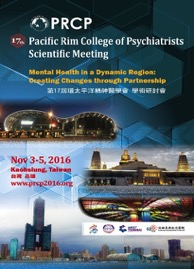 PRCP
17th Pacific Rim College of Psychiatrists
Scientific Meeting
Mental Health in a Dynamic Region:
Creating Changes through Partnership
第17屆環太平洋精神醫學會 學術研討會
Nov 3-5, 2016
Kaohsiung, Taiwan
台灣 高雄
www.prcp2016.org